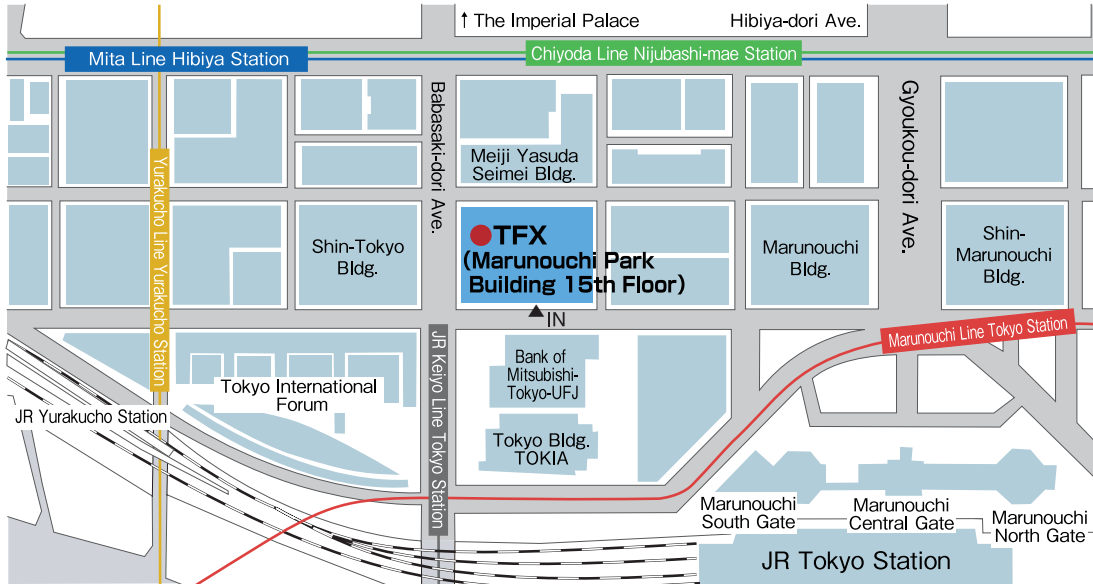 ↑ The Imperial Palace
Hibiya-dori Ave.
Mita Line Hibiya Station
Chiyoda Line Nijubashi-mae Station
Babasaki-dori Ave.
Gyoukou-dori Ave.
Meiji Yasuda
Seimei Bldg.
Yurakucho Line Yurakucho Station
Shin-Tokyo
Bldg.
TFX
(Marunouchi Park
Building 15th Floor)
Marunouchi
Bldg.
Shin-
Marunouchi
Bldg.
IN
Marunouchi Line Tokyo Station
JR Keiyo Line Tokyo Station
Bank of
Mitsubishi-
Tokyo-UFJ
Tokyo International
Forum
JR Yurakucho Station
Tokyo Bldg.
TOKIA
Marunouchi
South Gate
Marunouchi
Central Gate
Marunouchi
North Gate
JR Tokyo Station